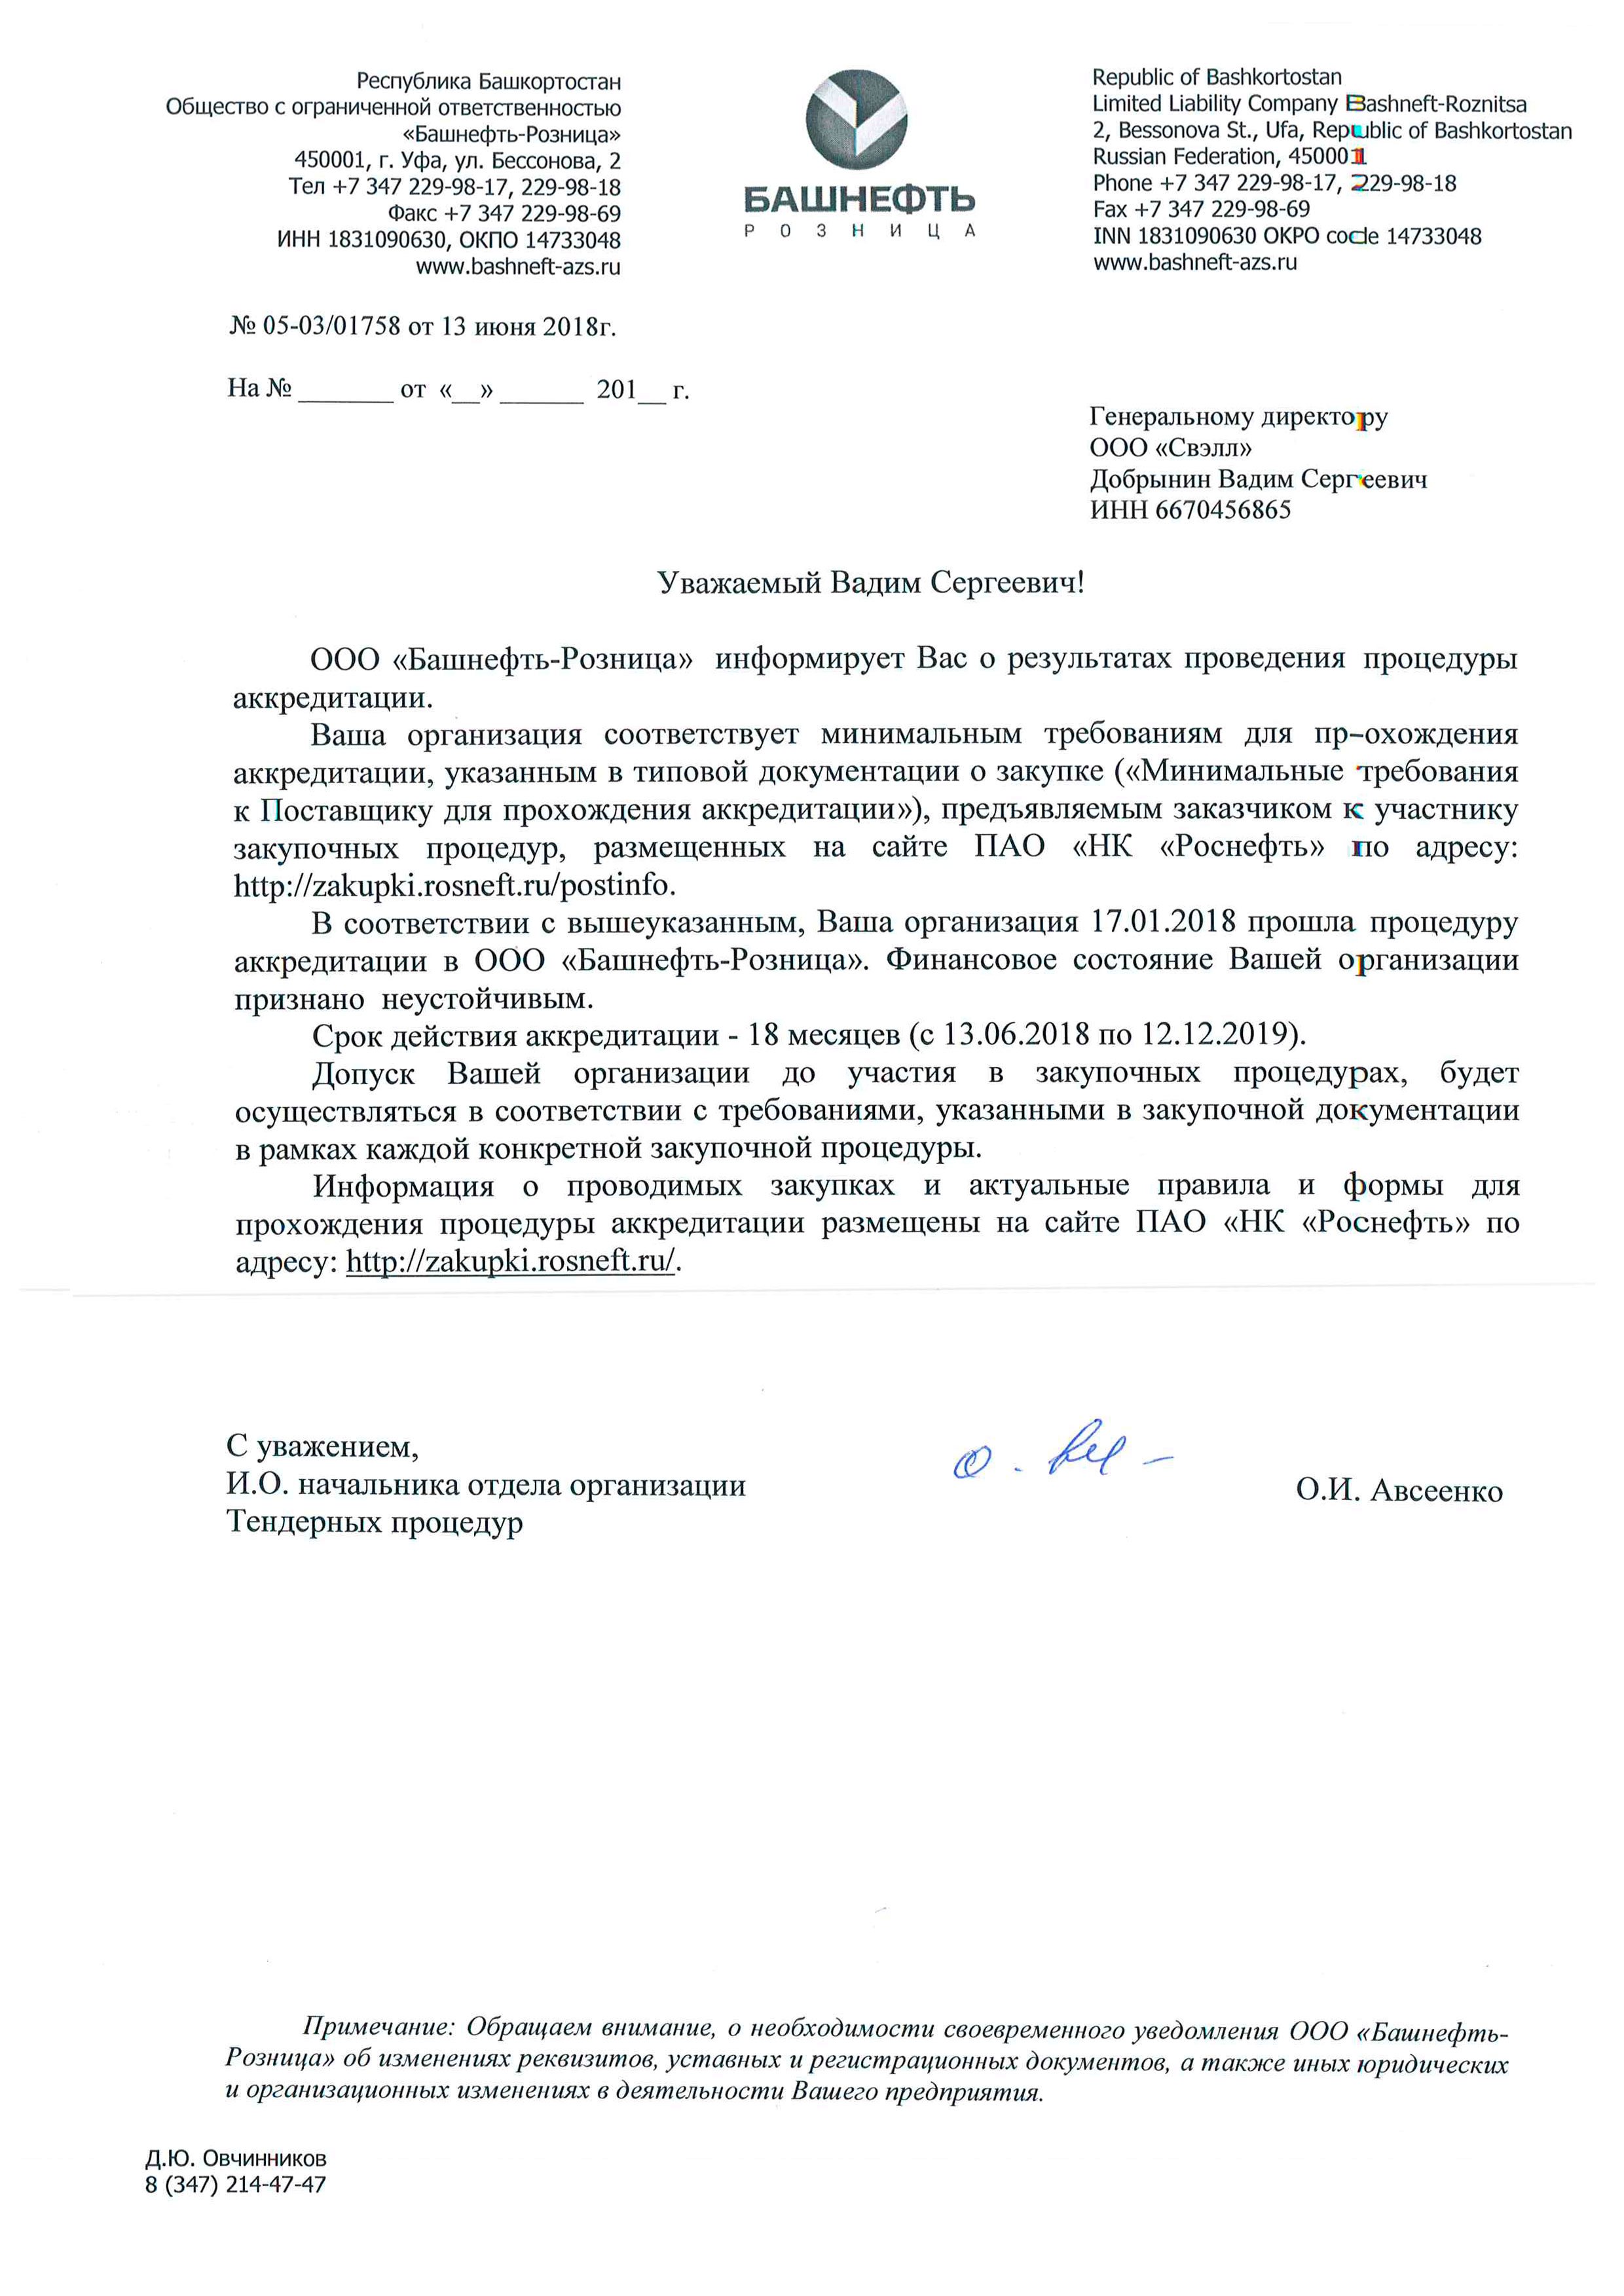 Республика Башкортостан
Общество с ограниченной ответственностью
«Башнефть-Розница»
450001, г. Уфа, ул. Бессонова, 2
Тел +7 347 229-98-17, 229-98-18
Факс +7 347 229-98-69
ИНН 1831090630, ОКПО 14733048
www.bashneft-azs.ru
БАШНЕФТЬ
РОЗНИЦА
Republic of Bashkortostan
Limited Liability Company Bashneft-Roznitsa
2, Bessonova St., Ufa, Republic of Bashkortostan
Russian Federation, 450001
Phone +7 347 229-98-17, 229-98-18
Fax +7 347 229-98-69
INN 1831090630 OKPO code 14733048
www.bashneft-azs.ru
№ 05-03/01758 от 13 июня 2018г.
На № _______ от «__» ______ 201__ г.
Генеральному директору
ООО «Свэлл»
Добрынин Вадим Сергеевич
ИНН 6670456865
Уважаемый Вадим Сергеевич!
ООО «Башнефть-Розница» информирует Вас о результатах проведения процедуры
аккредитации.
Ваша организация соответствует минимальным требованиям для пр-охождения
аккредитации, указанным в типовой документации о закупке («Минимальные требования
к Поставщику для прохождения аккредитации»), предъявляемым заказчиком к участнику
закупочных процедур, размещенных на сайте ПАО «НК «Роснефть» по адресу:
http://zakupki.rosneft.ru/postinfo.
В соответствии с вышеуказанным, Ваша организация 17.01.2018 прошла процедуру
аккредитации в ООО «Башнефть-Розница». Финансовое состояние Вашей организации
признано неустойчивым.
Срок действия аккредитации - 18 месяцев (с 13.06.2018 по 12.12.2019).
Допуск Вашей организации до участия в закупочных процедурах, будет
осуществляться в соответствии с требованиями, указанными в закупочной документации
в рамках каждой конкретной закупочной процедуры.
Информация о проводимых закупках и актуальные правила и формы для
прохождения процедуры аккредитации размещены на сайте ПАО «НК «Роснефть» по
адресу: http://zakupki.rosneft.ru/.
С уважением,
И.О. начальника отдела организации
Тендерных процедур
О.И. Авсеенко
Примечание: Обращаем внимание, о необходимости своевременного уведомления ООО «Башнефть-
Розница» об изменениях реквизитов, уставных и регистрационных документов, а также иных юридических
и организационных изменениях в деятельности Вашего предприятия.
Д.Ю. Овчинников
8 (347) 214-47-47